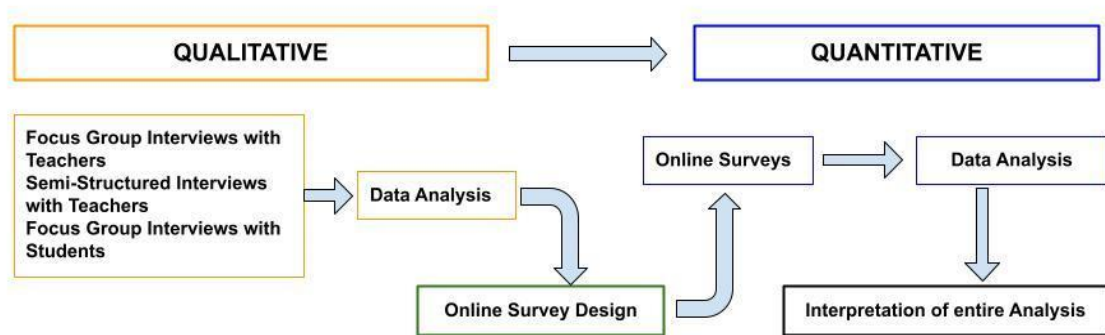 QUALITATIVE
QUANTITATIVE
Focus Group Interviews with
Teachers
Semi-Structured Interviews
with Teachers
Focus Group Interviews with
Students
Data Analysis
Online Survey Design
Online Surveys
Data Analysis
Interpretation of entire Analysis